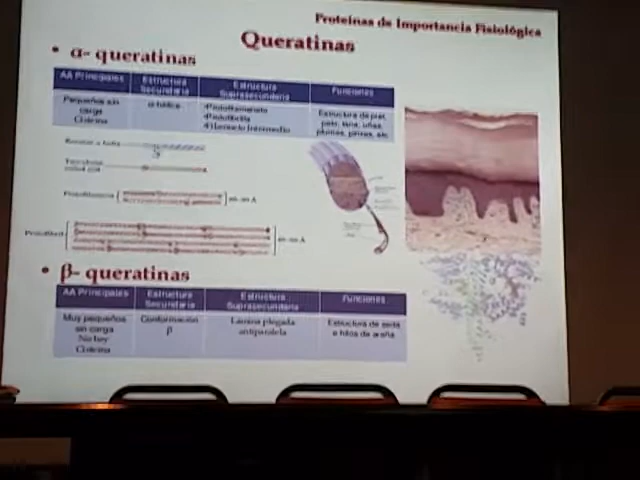 Proteínas de Importancia Fisiológica
Queratinas
• α- queratinas
AA Principales
Estructura
Secundaria
Estructura
Suprasecundaria
Funciones
Pequeños sin
carga
Cisteína
α-hélice
Protofilamento
Protofibrilla
Filamento Intermedio
Estructura de piel,
pelo, lana, uñas,
plumas, pinzas, etc
• β- queratinas
AA Principales
Estructura
Secundaria
Estructura
Suprasecundaria
Funciones
Muy pequeños
sin carga
No hay
Cisteína
Conformación
β
Lámina plegada
antiparalela
Estructura de seda
e hilos de araña